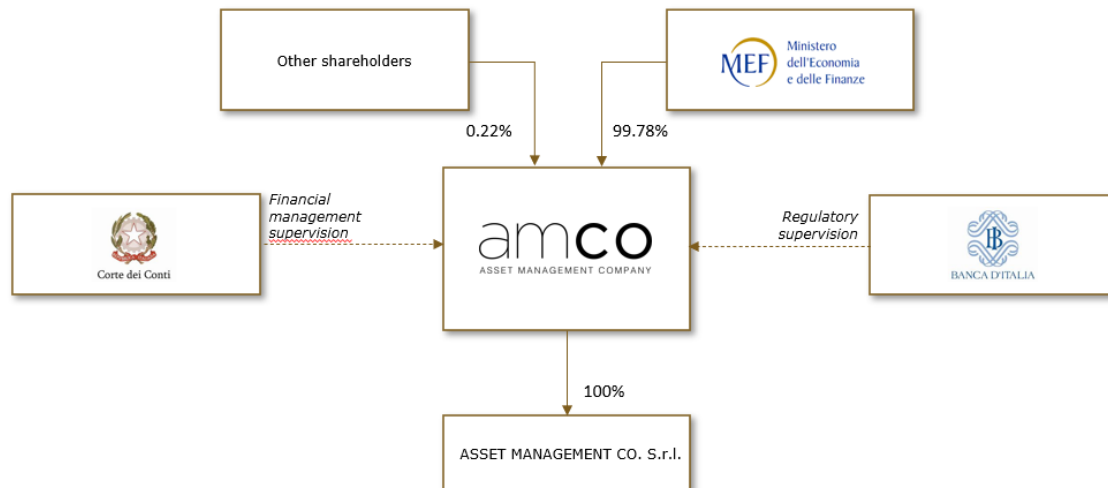 Other shareholders
MEF
Ministero
dell'Economia
e delle Finanze
0.22%
99.78%
Corte dei Conti
Financial
management
supervision
amco
ASSET MANAGEMENT COMPANY
Regulatory
supervision
BANCA D'ITALIA
100%
ASSET MANAGEMENT CO. S.r.l.